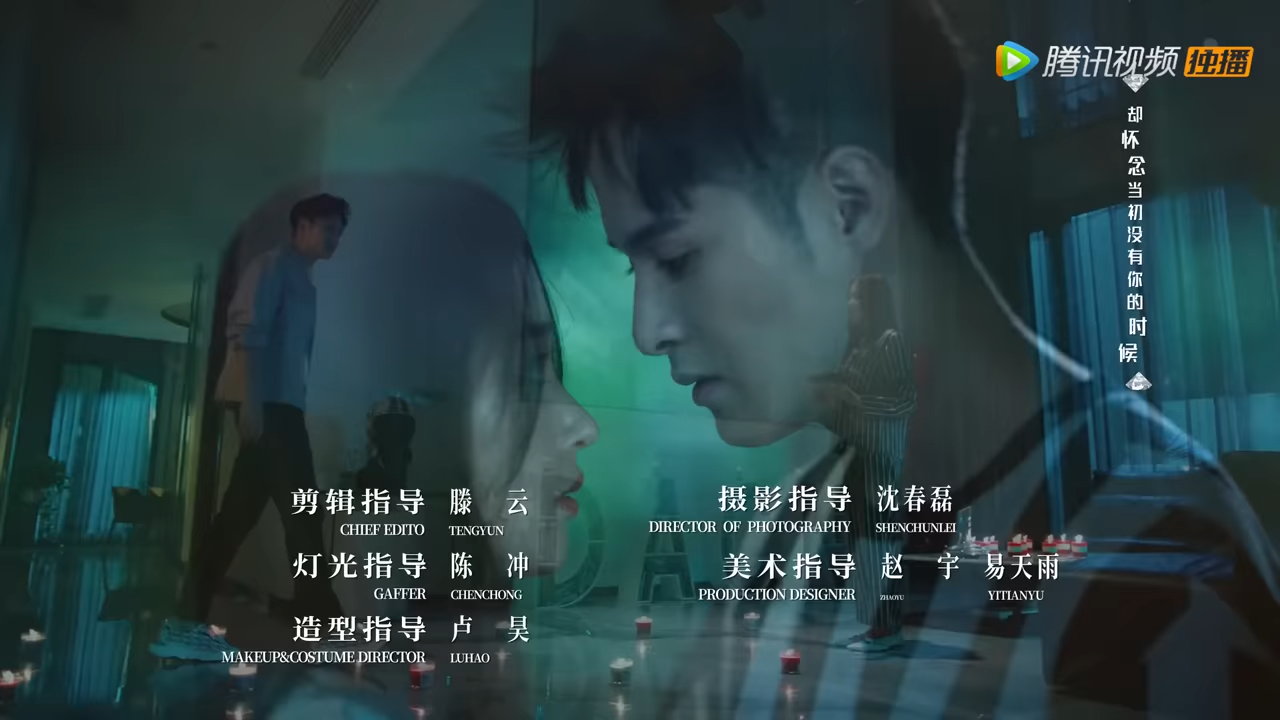 腾讯视频 独播
却怀念当初没有你的时候
剪辑指导 滕 云
CHIEF EDITO TENGYUN
灯光指导 陈 冲
GAFFER CHENCHONG
造型指导 卢 昊
MAKEUP&COSTUME DIRECTOR LUHAO
摄影指导 沈春磊
DIRECTOR OF PHOTOGRAPHY SHENCHUNLEI
美术指导 赵 宇 易天雨
PRODUCTION DESIGNER ZHAOYU YITIANYU